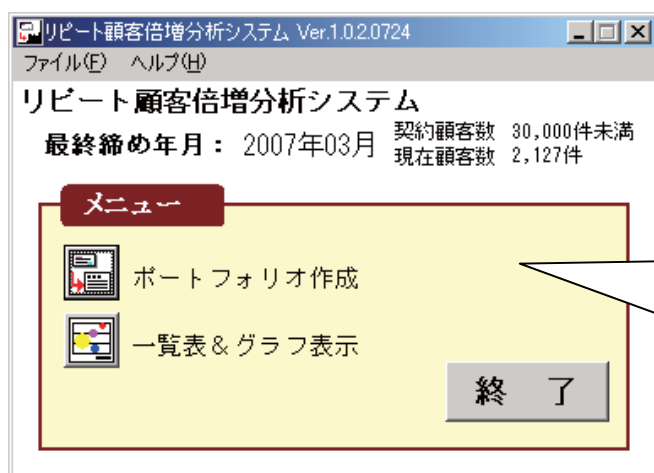 リピート顧客倍増分析システム Ver.1.0.2.0724
ファイル(F) ヘルプ(H)
リピート顧客倍増分析システム
最終締め年月： 2007年03月
契約顧客数 30,000件未満
現在顧客数 2,127件
メニュー
ポートフォリオ作成
一覧表＆グラフ表示
終 了